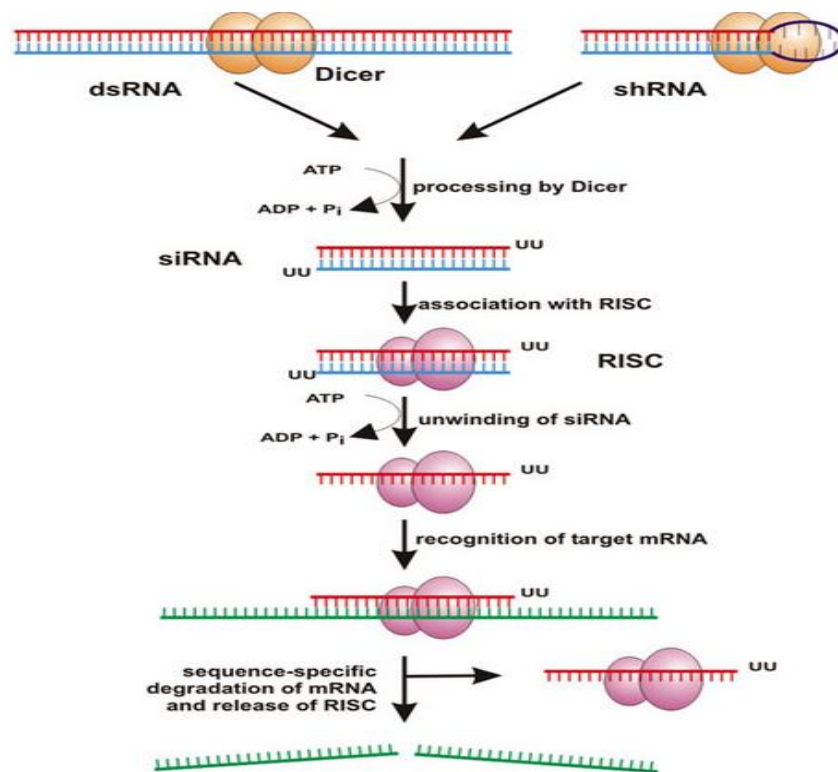 Dicer
dsRNA
shRNA
ATP
processing by Dicer
ADP + Pi
UU
siRNA
UU
association with RISC
UU
RISC
UU
ATP
unwinding of siRNA
ADP + Pi
UU
recognition of target mRNA
UU
sequence-specific
degradation of mRNA
and release of RISC
UU